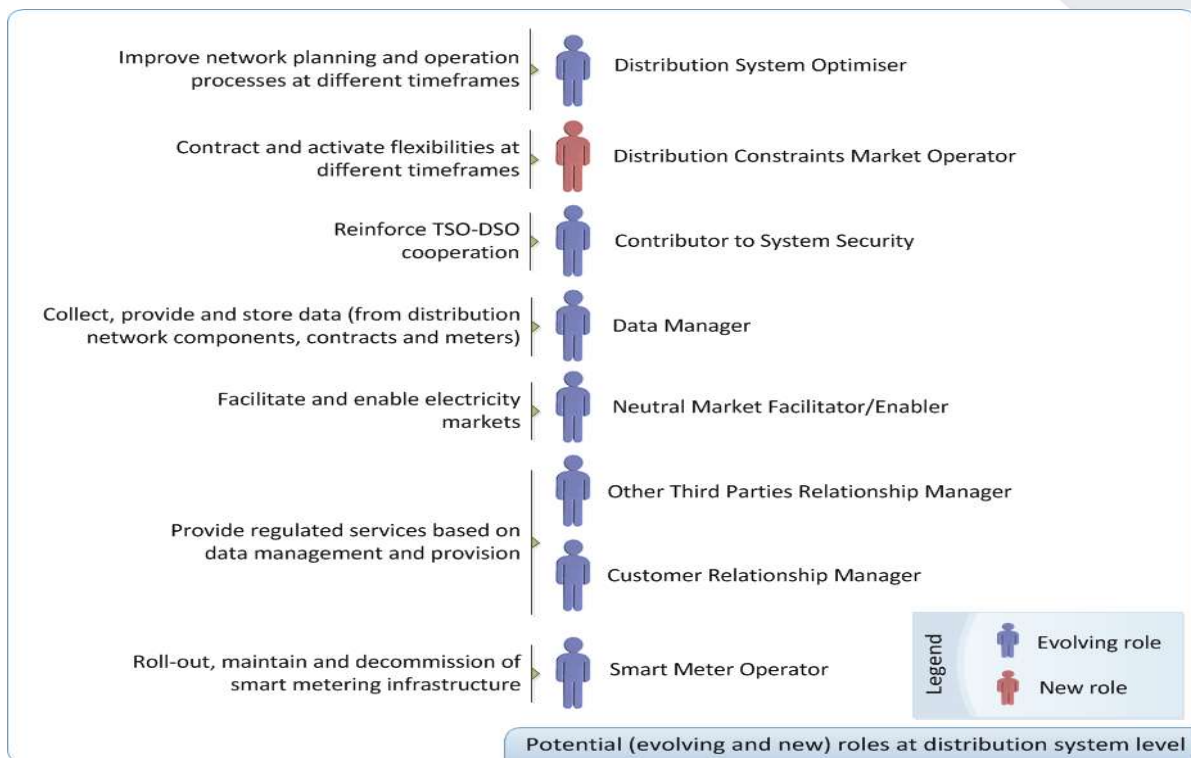 Improve network planning and operation
processes at different timeframes
Distribution System Optimiser
Contract and activate flexibilities at
different timeframes
Distribution Constraints Market Operator
Reinforce TSO-DSO
cooperation
Contributor to System Security
Collect, provide and store data (from distribution
network components, contracts and meters)
Data Manager
Facilitate and enable electricity
markets
Neutral Market Facilitator/Enabler
Provide regulated services based on
data management and provision
Other Third Parties Relationship Manager
Customer Relationship Manager
Roll-out, maintain and decommission of
smart metering infrastructure
Smart Meter Operator
Legend
Evolving role
New role
Potential (evolving and new) roles at distribution system level